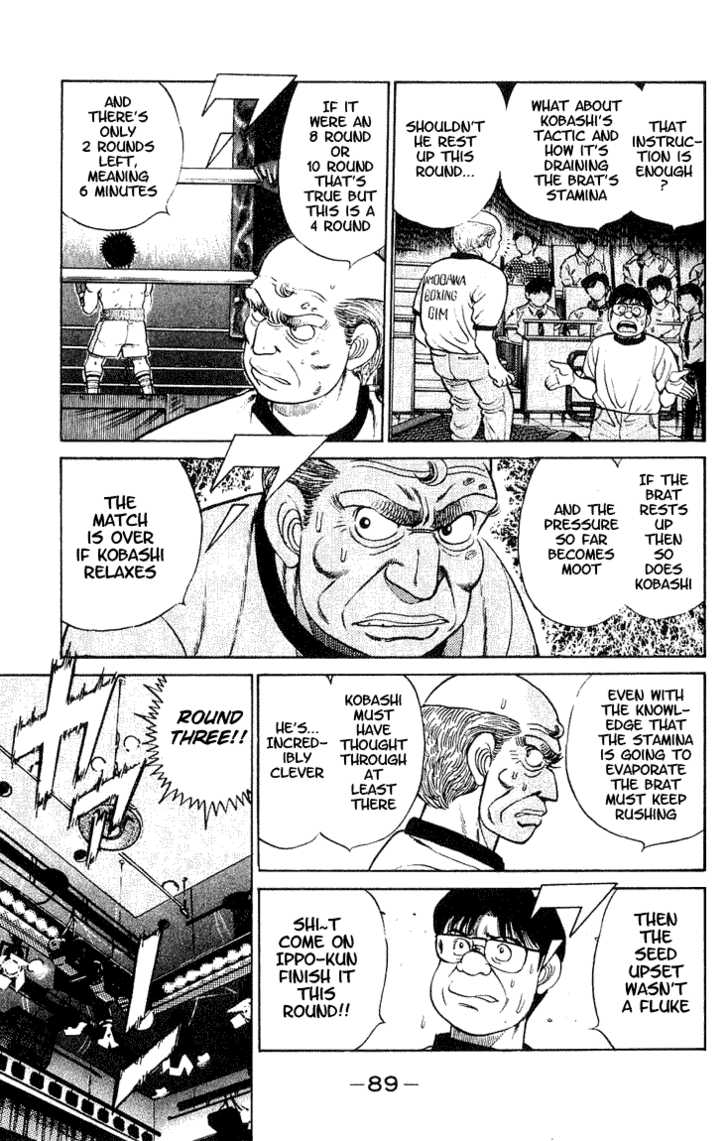 THAT
INSTRUC-
TION IS
ENOUGH
?
WHAT ABOUT
KOBASHI'S
TACTIC AND
HOW IT'S
DRAINING
THE BRAT'S
STAMINA
SHOULDN'T
HE REST
UP THIS
ROUND...
AMOGAWA
BOXING
GIM
IF IT
WERE AN
8 ROUND
OR
10 ROUND
THAT'S
TRUE BUT
THIS IS A
4 ROUND
AND
THERE'S
ONLY
2 ROUNDS
LEFT,
MEANING
6 MINUTES
IF THE
BRAT
RESTS
UP
THEN
SO
DOES
KOBASHI
AND THE
PRESSURE
SO FAR
BECOMES
MOOT
THE
MATCH
IS OVER
IF KOBASHI
RELAXES
EVEN WITH
THE KNOWL-
EDGE THAT
THE STAMINA
IS GOING TO
EVAPORATE
THE BRAT
MUST KEEP
RUSHING
KOBASHI
MUST
HAVE
THOUGHT
THROUGH
AT
LEAST
THERE
HE'S...
INCRED-
IBLY
CLEVER
THEN
THE
SEED
UPSET
WASN'T
A FLUKE
SHI~T
COME ON
IPPO-KUN
FINISH IT
THIS
ROUND!!
ROUND
THREE!!
—89—